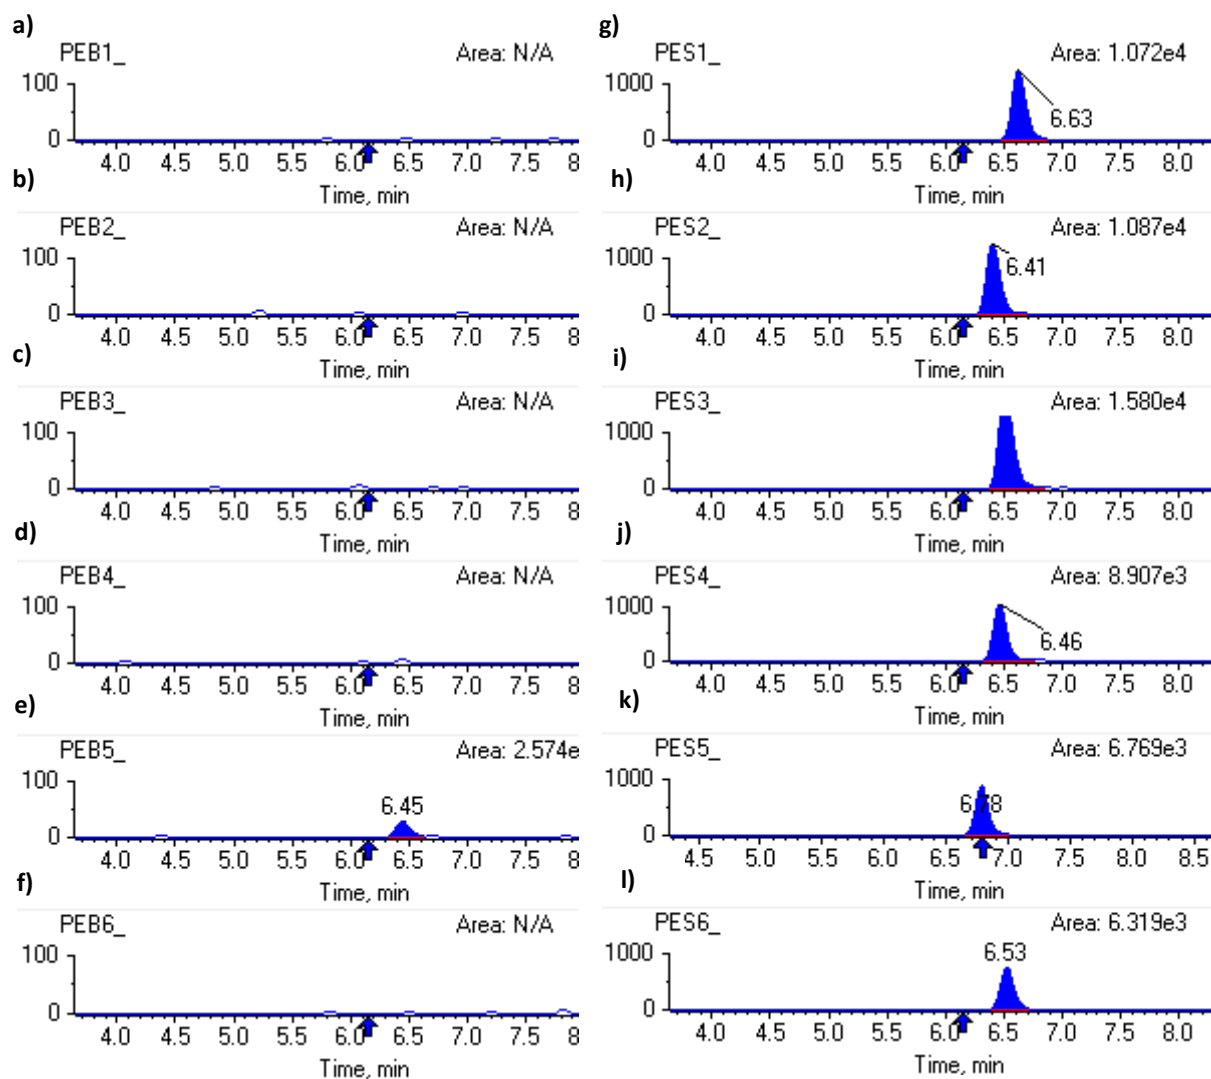 a)
PEB1_ Area: N/A
100
0
4.0 4.5 5.0 5.5 6.0 6.5 7.0 7.5 8
Time, min
b)
PEB2_ Area: N/A
100
0
4.0 4.5 5.0 5.5 6.0 6.5 7.0 7.5 8
Time, min
c)
PEB3_ Area: N/A
100
0
4.0 4.5 5.0 5.5 6.0 6.5 7.0 7.5 8
Time, min
d)
PEB4_ Area: N/A
100
0
4.0 4.5 5.0 5.5 6.0 6.5 7.0 7.5 8
Time, min
e)
PEB5_ Area: 2.574e
100
6.45
0
4.0 4.5 5.0 5.5 6.0 6.5 7.0 7.5 8
Time, min
f)
PEB6_ Area: N/A
100
0
4.0 4.5 5.0 5.5 6.0 6.5 7.0 7.5 8
Time, min
g)
PES1_ Area: 1.072e4
1000
6.63
0
4.0 4.5 5.0 5.5 6.0 6.5 7.0 7.5 8.0
Time, min
h)
PES2_ Area: 1.087e4
1000
6.41
0
4.0 4.5 5.0 5.5 6.0 6.5 7.0 7.5 8.0
Time, min
i)
PES3_ Area: 1.580e4
1000
0
4.0 4.5 5.0 5.5 6.0 6.5 7.0 7.5 8.0
Time, min
j)
PES4_ Area: 8.907e3
1000
6.46
0
4.0 4.5 5.0 5.5 6.0 6.5 7.0 7.5 8.0
Time, min
k)
PES5_ Area: 6.769e3
1000
6.78
0
4.5 5.0 5.5 6.0 6.5 7.0 7.5 8.0 8.5
Time, min
l)
PES6_ Area: 6.319e3
6.53
1000
0
4.0 4.5 5.0 5.5 6.0 6.5 7.0 7.5 8.0
Time, min